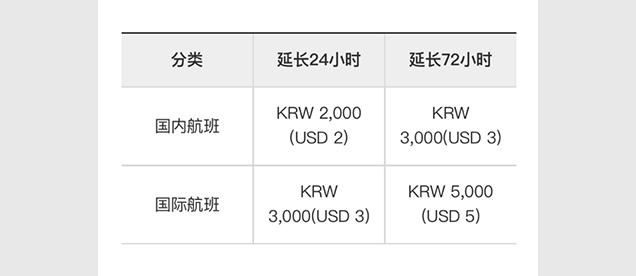 分类 延长24小时 延长72小时
国内航班 KRW 2,000 (USD 2) KRW 3,000(USD 3)
国际航班 KRW 3,000(USD 3) KRW 5,000 (USD 5)